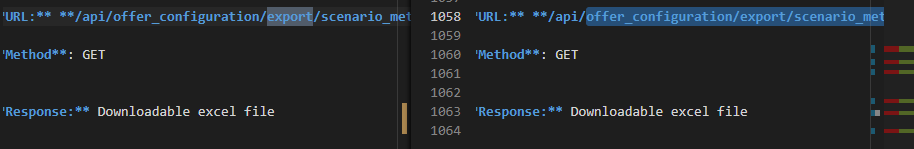 'URL:** **/api/offer_configuration/export/scenario_met
'Method**: GET
'Response:** Downloadable excel file
1058 'URL:** **/api/offer_configuration/export/scenario_met
1059
1060 'Method**: GET
1061
1062
1063 'Response:** Downloadable excel file
1064